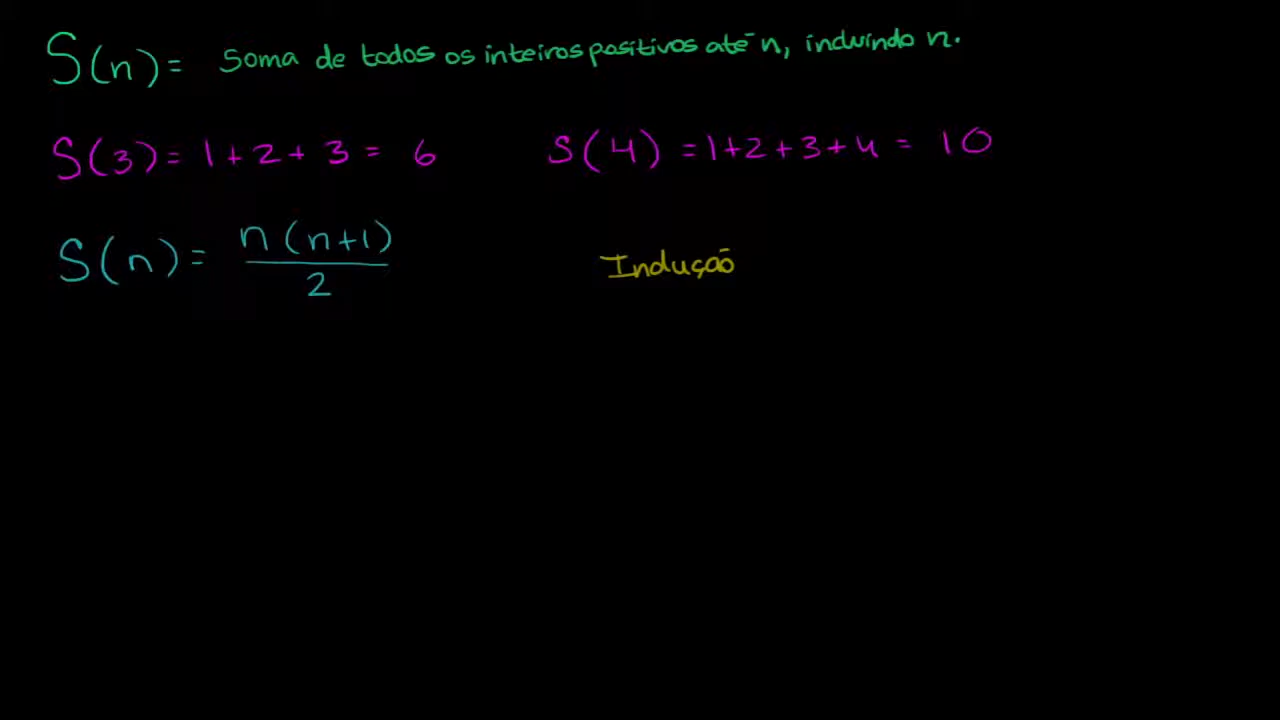 S(n) = Soma de todos os inteiros positivos até n, incluindo n.
S(3) = 1+2+3 = 6 S(4) = 1+2+3+4 = 10
S(n) = n(n+1)/2 Indução